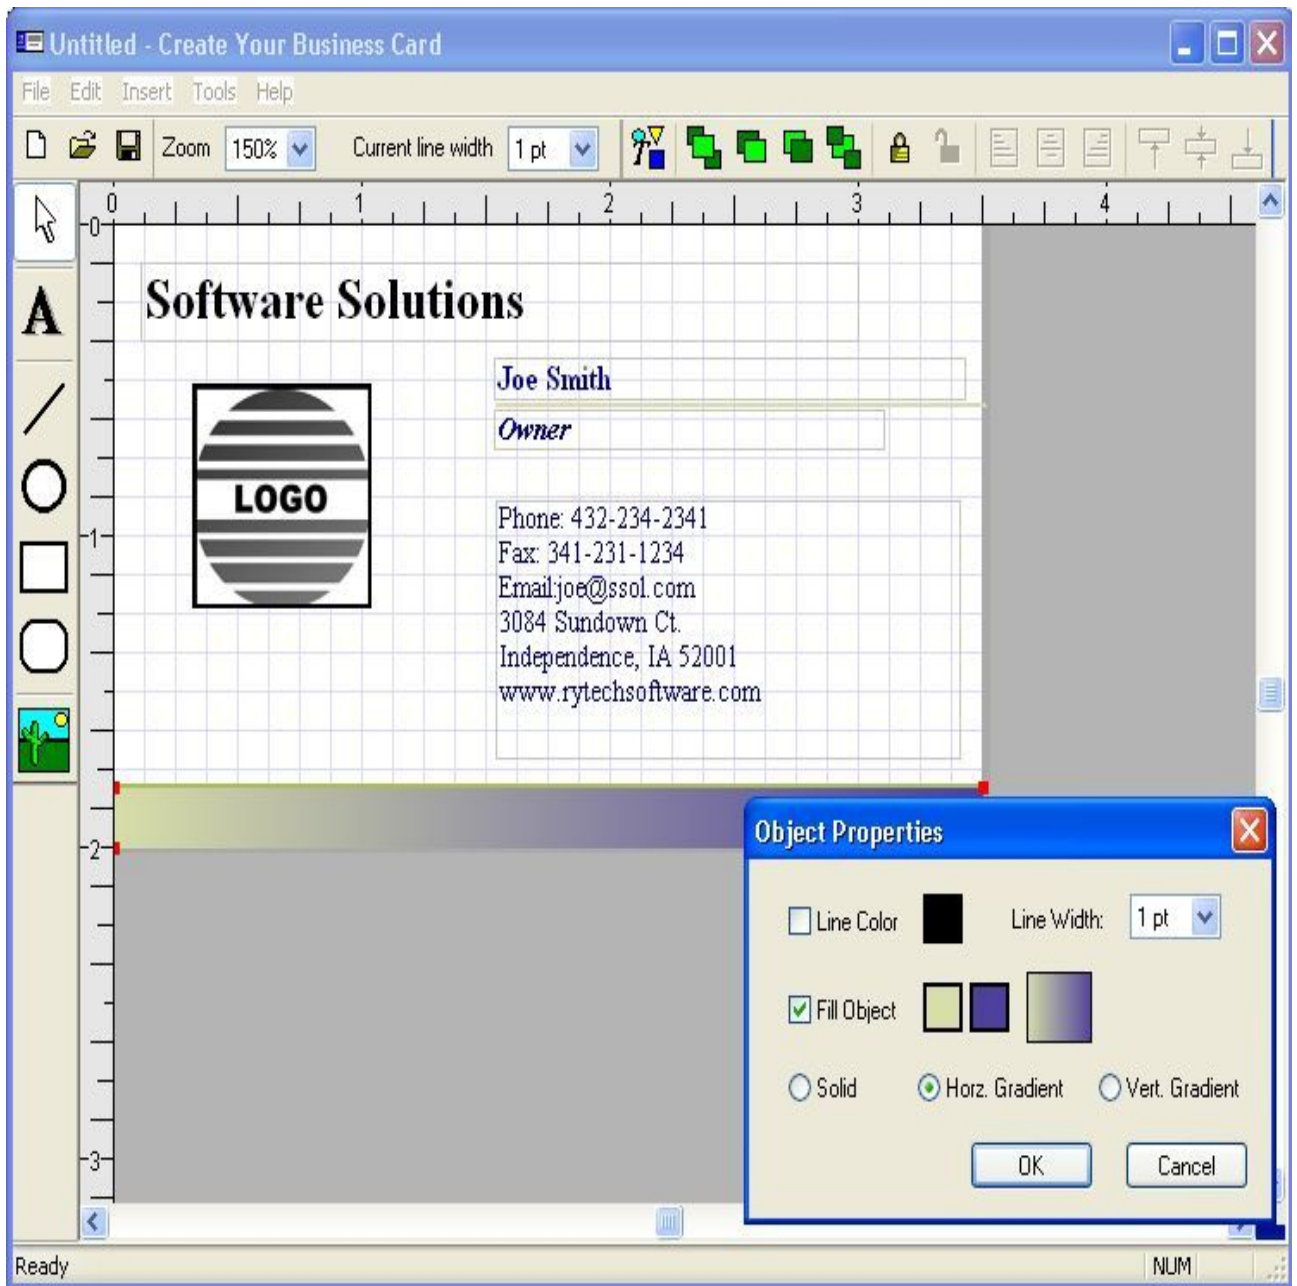 Untitled - Create Your Business Card
File Edit Insert Tools Help
Zoom 150% Current line width 1 pt
0 1 2 3 4
0
Software Solutions
Joe Smith
Owner
LOGO
Phone: 432-234-2341
1
Fax: 341-231-1234
Email:joe@ssol.com
3084 Sundown Ct.
Independence, IA 52001
www.rytechsoftware.com
A
2
Object Properties
Line Color Line Width: 1 pt
Fill Object
Solid Horz. Gradient Vert. Gradient
3
OK Cancel
Ready NUM